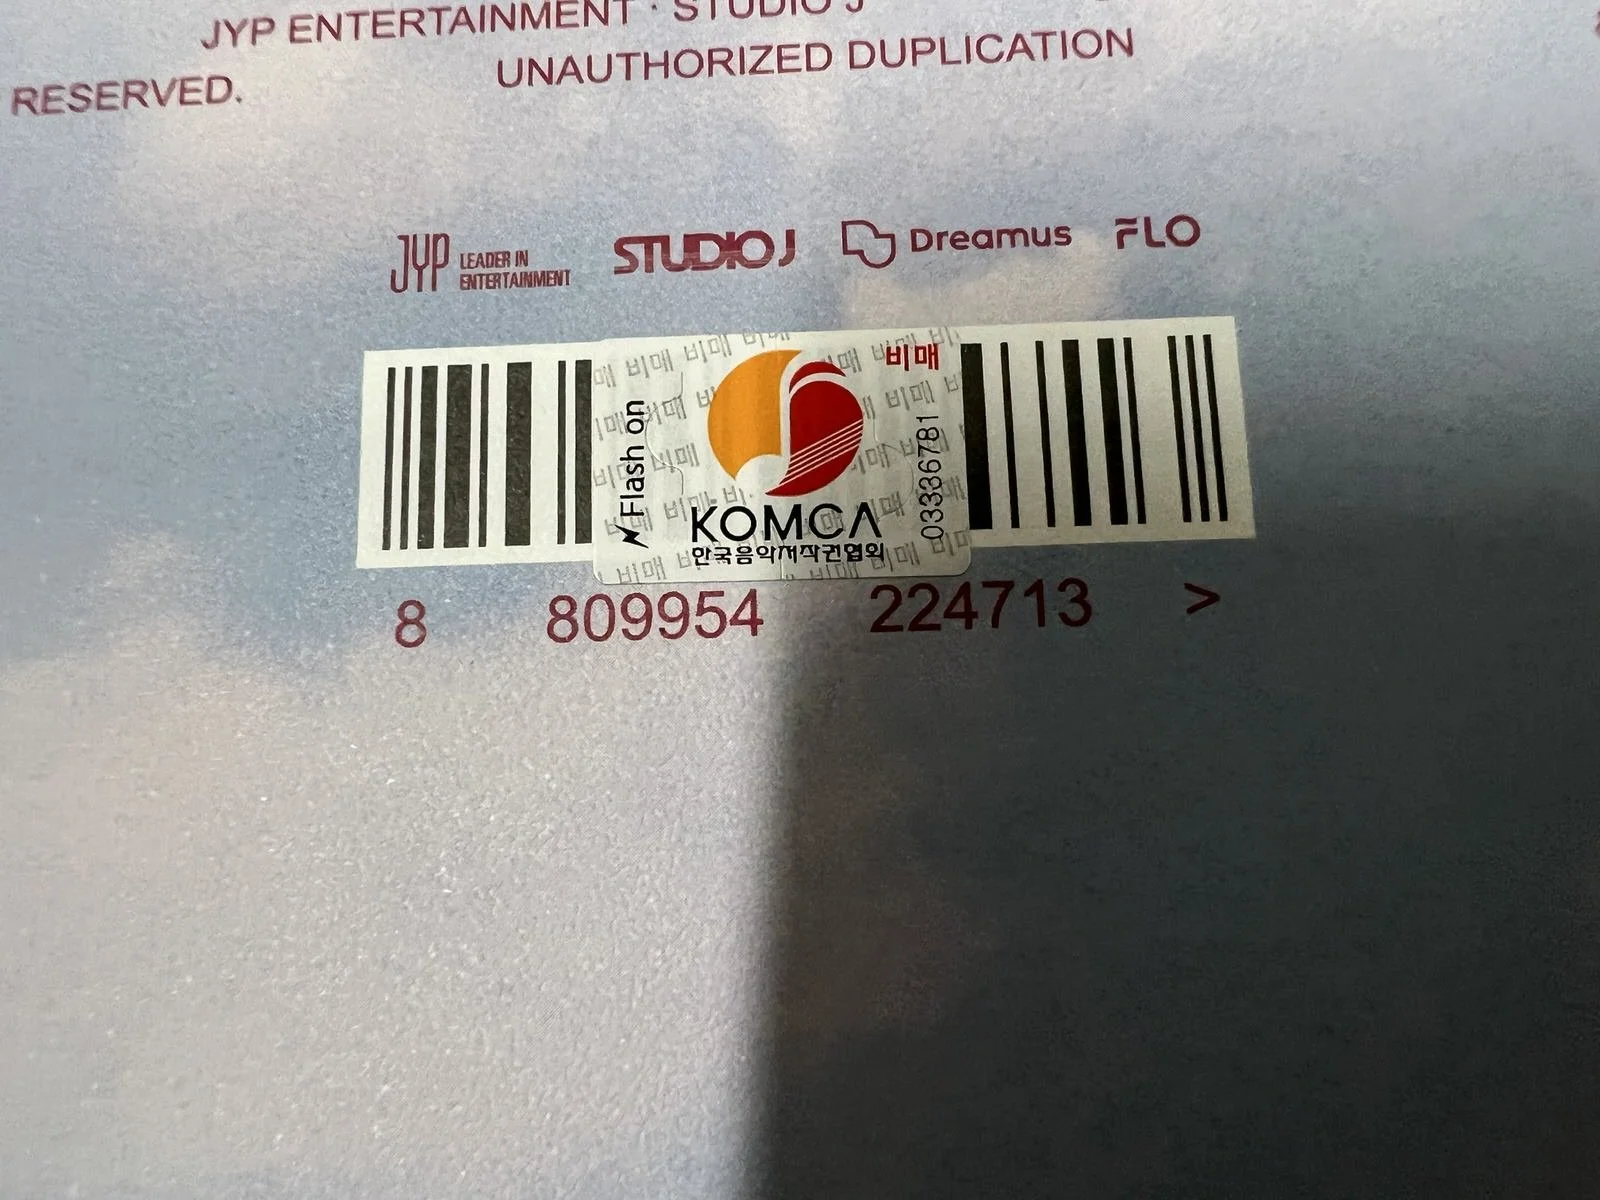 JYP ENTERTAINMENT · STUDIO J
UNAUTHORIZED DUPLICATION
RESERVED.
JYP LEADER IN
ENTERTAINMENT
STUDIO J
Dreamus
FLO
비매
Flash on
03336781
KOMCA
한국음악저작권협회
8 809954 224713 >